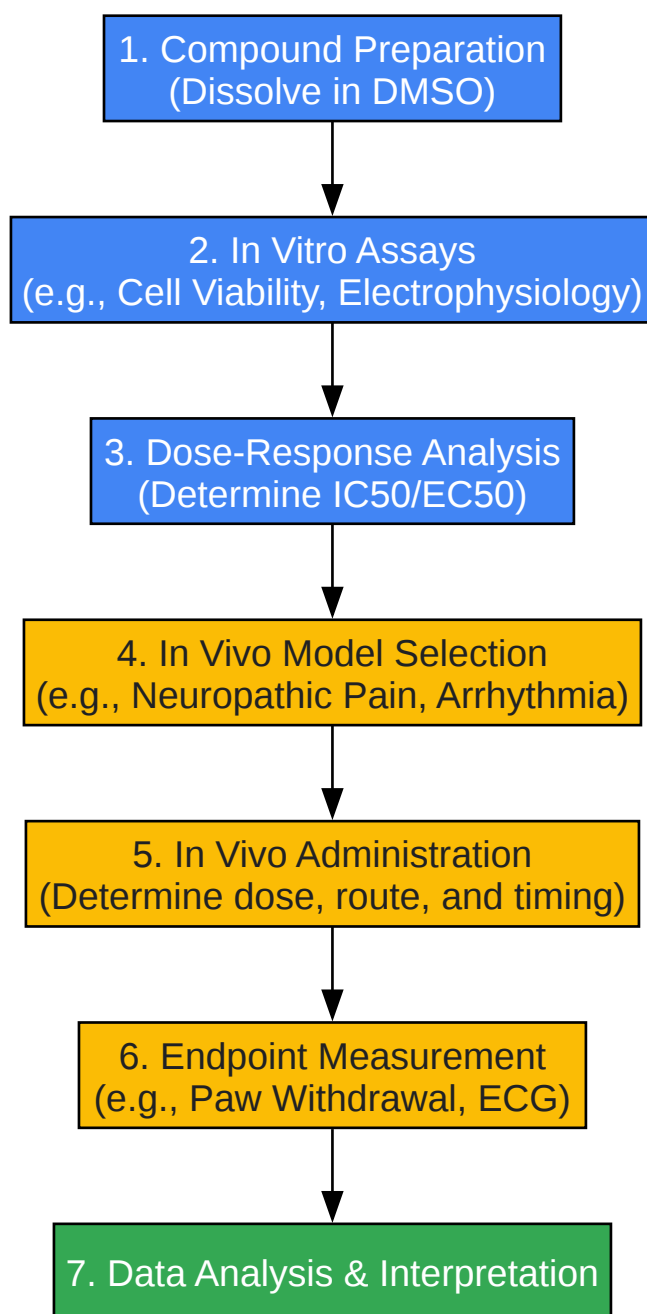 1. Compound Preparation
(Dissolve in DMSO)
2. In Vitro Assays
(e.g., Cell Viability, Electrophysiology)
3. Dose-Response Analysis
(Determine IC50/EC50)
4. In Vivo Model Selection
(e.g., Neuropathic Pain, Arrhythmia)
5. In Vivo Administration
(Determine dose, route, and timing)
6. Endpoint Measurement
(e.g., Paw Withdrawal, ECG)
7. Data Analysis & Interpretation